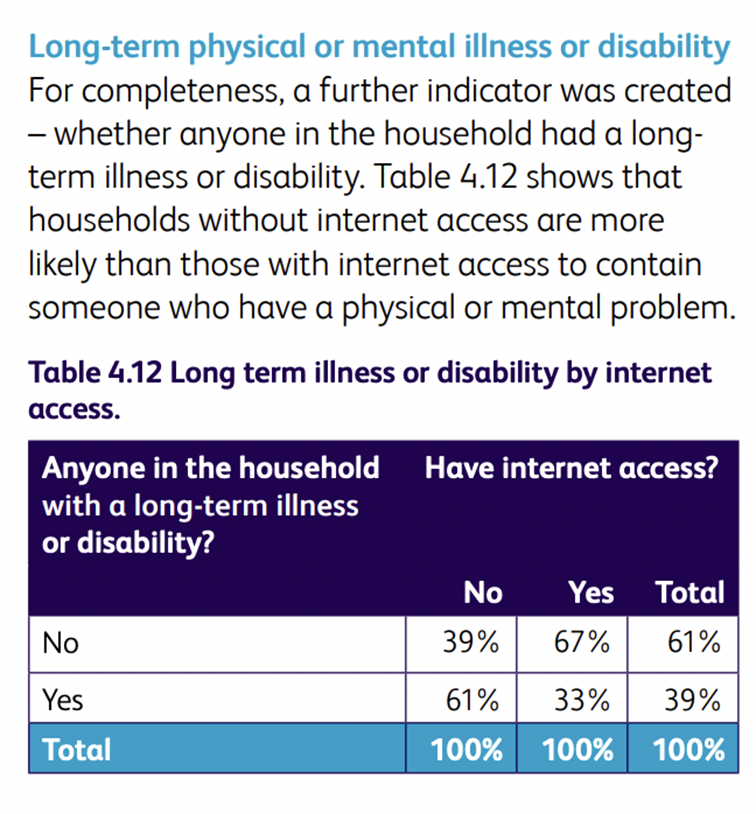 Long-term physical or mental illness or disability
For completeness, a further indicator was created
– whether anyone in the household had a long-
term illness or disability. Table 4.12 shows that
households without internet access are more
likely than those with internet access to contain
someone who have a physical or mental problem.
Table 4.12 Long term illness or disability by internet
access.
Anyone in the household Have internet access?
with a long-term illness
or disability?
No Yes Total
No 39% 67% 61%
Yes 61% 33% 39%
Total 100% 100% 100%